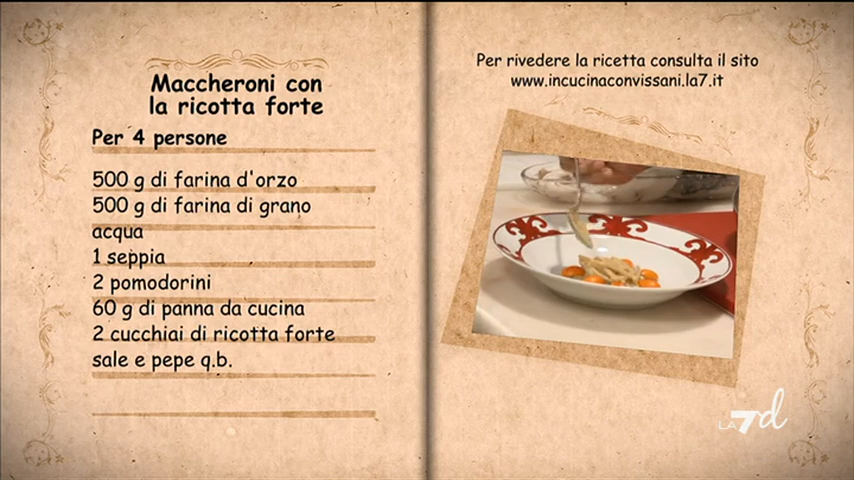 Maccheroni con
la ricotta forte
Per 4 persone
500 g di farina d'orzo
500 g di farina di grano
acqua
1 seppia
2 pomodorini
60 g di panna da cucina
2 cucchiai di ricotta forte
sale e pepe q.b.
Per rivedere la ricetta consulta il sito
www.incucinaconvissani.la7.it
LA7d